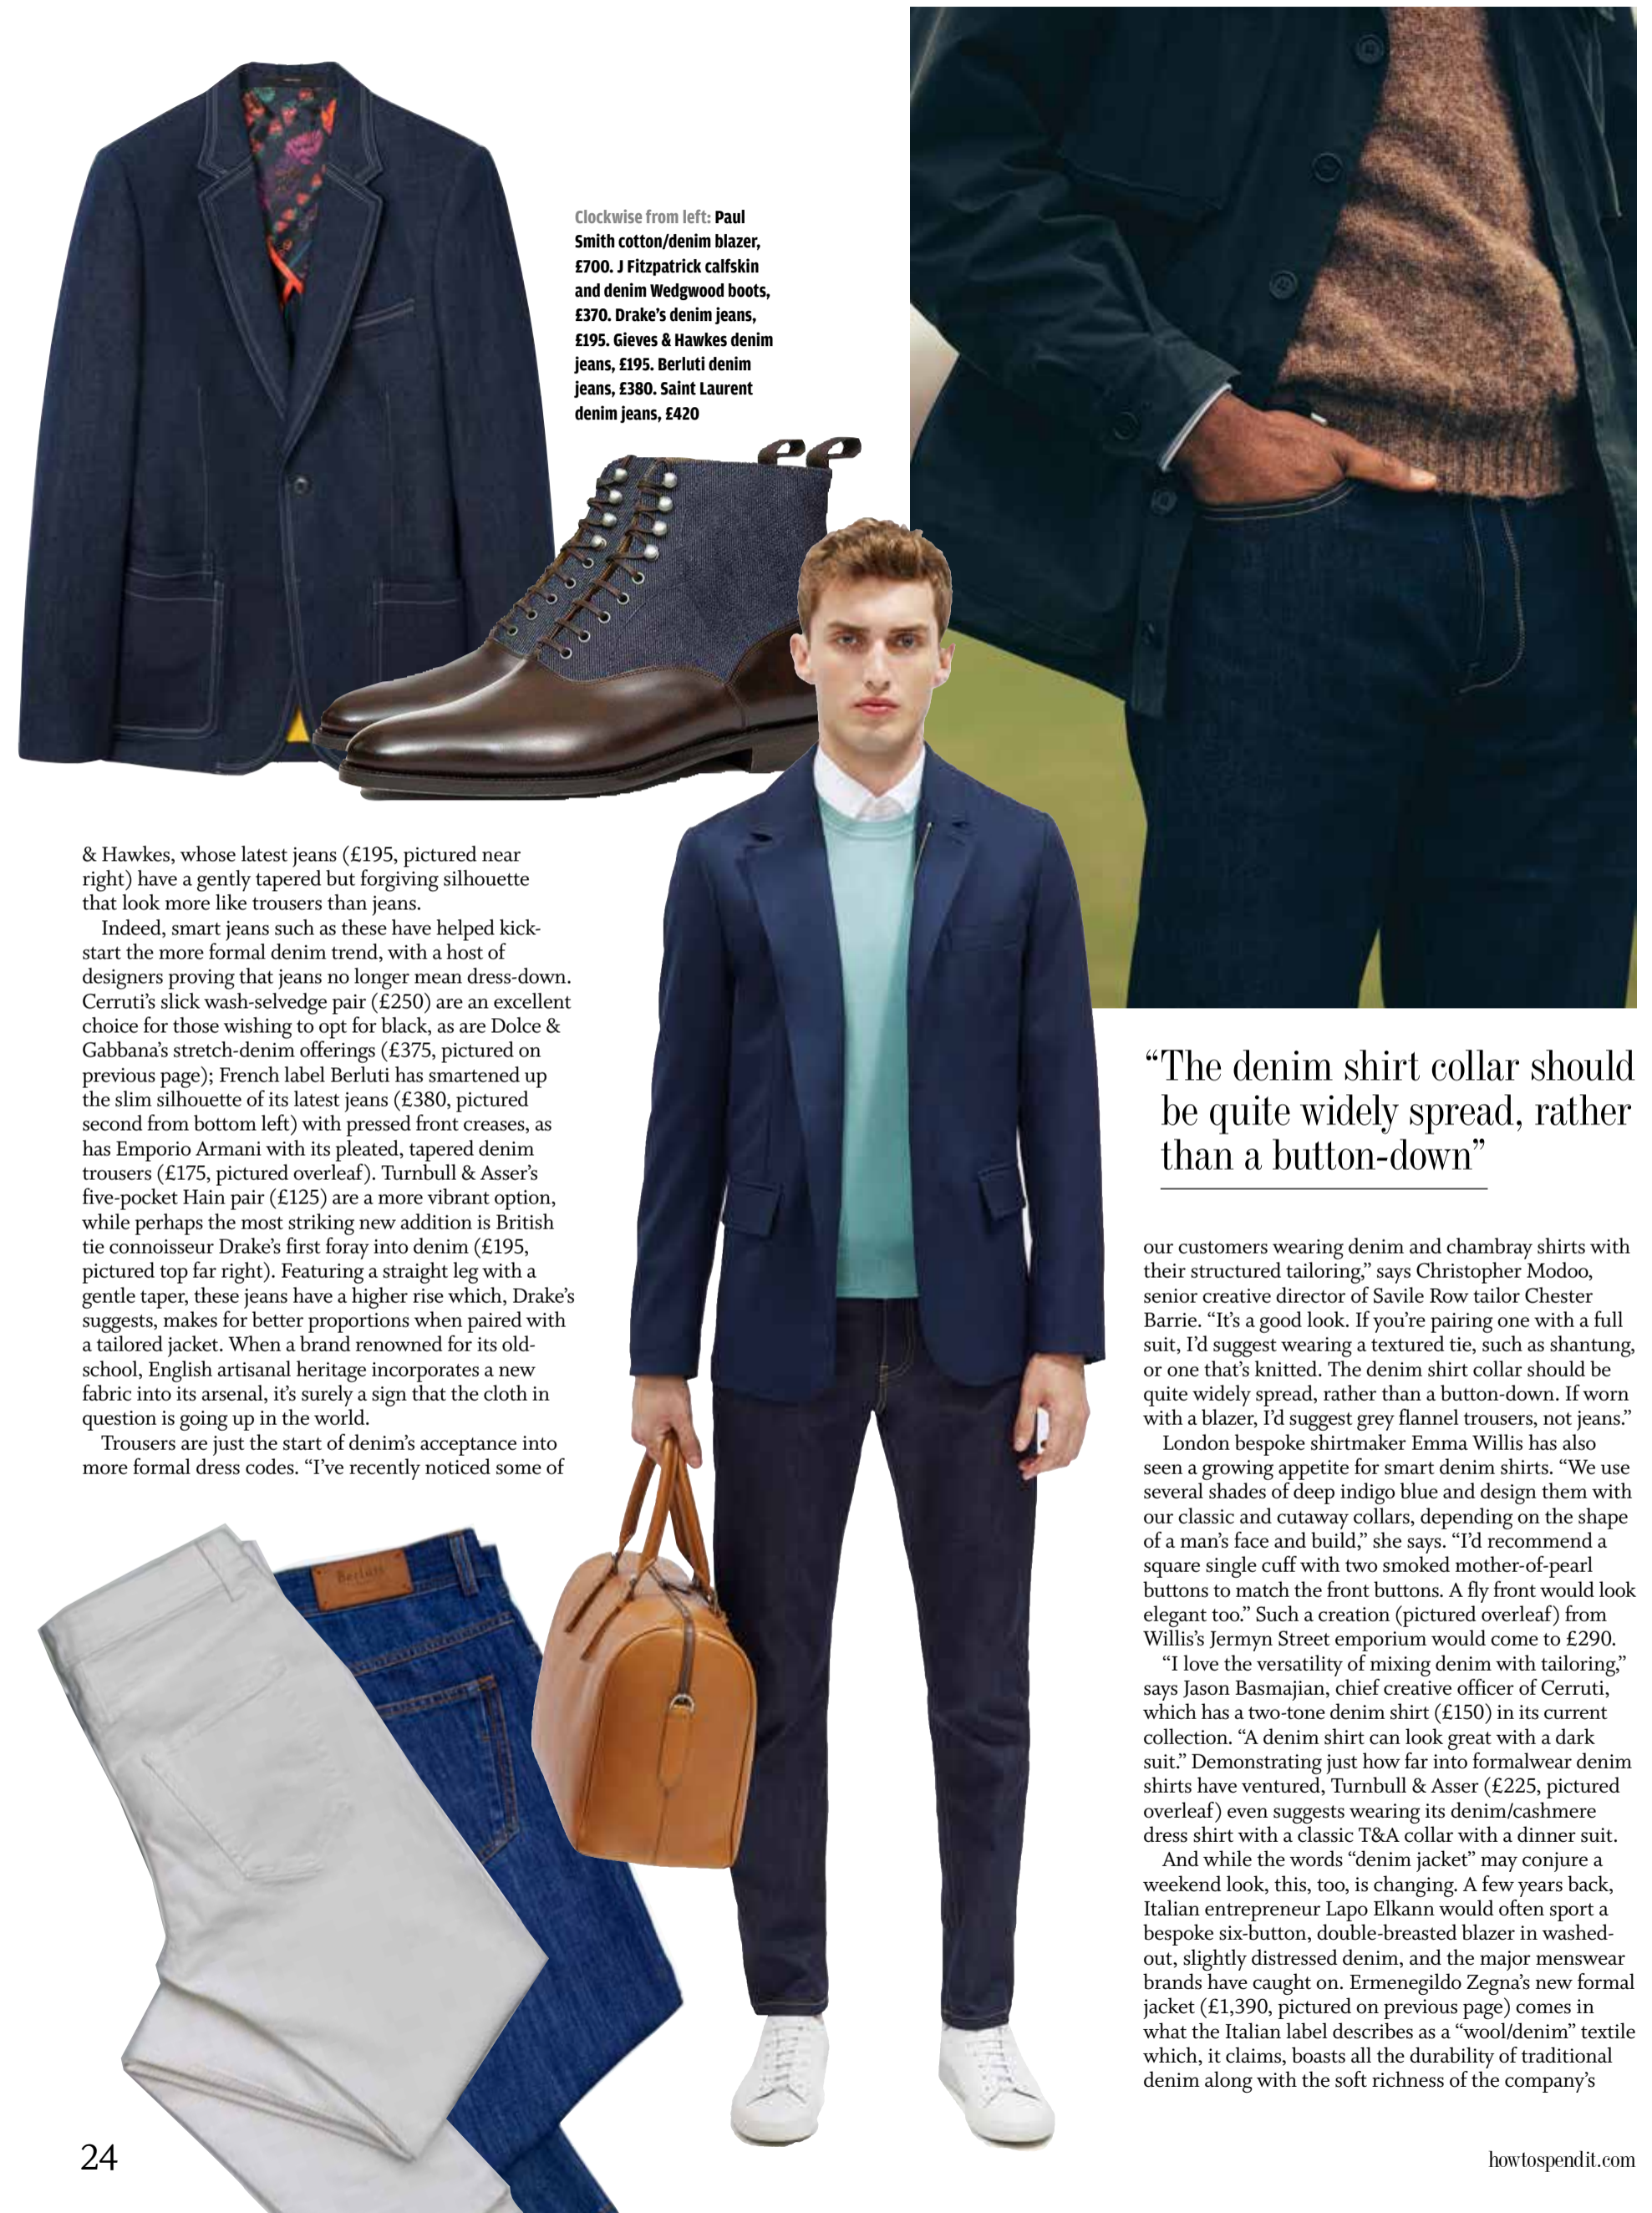 Clockwise from left: Paul
Smith cotton/denim blazer,
£700. J Fitzpatrick calfskin
and denim Wedgwood boots,
£370. Drake's denim jeans,
£195. Gieves & Hawkes denim
jeans, £195. Berluti denim
jeans, £380. Saint Laurent
denim jeans, £420
& Hawkes, whose latest jeans (£195, pictured near
right) have a gently tapered but forgiving silhouette
that look more like trousers than jeans.
Indeed, smart jeans such as these have helped kick-
start the more formal denim trend, with a host of
designers proving that jeans no longer mean dress-down.
Cerruti's slick wash-selvedge pair (£250) are an excellent
choice for those wishing to opt for black, as are Dolce &
Gabbana's stretch-denim offerings (£375, pictured on
previous page); French label Berluti has smartened up
the slim silhouette of its latest jeans (£380, pictured
second from bottom left) with pressed front creases, as
has Emporio Armani with its pleated, tapered denim
trousers (£175, pictured overleaf). Turnbull & Asser's
five-pocket Hain pair (£125) are a more vibrant option,
while perhaps the most striking new addition is British
tie connoisseur Drake's first foray into denim (£195,
pictured top far right). Featuring a straight leg with a
gentle taper, these jeans have a higher rise which, Drake's
suggests, makes for better proportions when paired with
a tailored jacket. When a brand renowned for its old-
school, English artisanal heritage incorporates a new
fabric into its arsenal, it's surely a sign that the cloth in
question is going up in the world.
Trousers are just the start of denim's acceptance into
more formal dress codes. "I've recently noticed some of
Berluti
"The denim shirt collar should
be quite widely spread, rather
than a button-down"
our customers wearing denim and chambray shirts with
their structured tailoring," says Christopher Modoo,
senior creative director of Savile Row tailor Chester
Barrie. "It's a good look. If you're pairing one with a full
suit, I'd suggest wearing a textured tie, such as shantung,
or one that's knitted. The denim shirt collar should be
quite widely spread, rather than a button-down. If worn
with a blazer, I'd suggest grey flannel trousers, not jeans."
London bespoke shirtmaker Emma Willis has also
seen a growing appetite for smart denim shirts. "We use
several shades of deep indigo blue and design them with
our classic and cutaway collars, depending on the shape
of a man's face and build," she says. "I'd recommend a
square single cuff with two smoked mother-of-pearl
buttons to match the front buttons. A fly front would look
elegant too." Such a creation (pictured overleaf) from
Willis's Jermyn Street emporium would come to £290.
"I love the versatility of mixing denim with tailoring,"
says Jason Basmajian, chief creative officer of Cerruti,
which has a two-tone denim shirt (£150) in its current
collection. "A denim shirt can look great with a dark
suit." Demonstrating just how far into formalwear denim
shirts have ventured, Turnbull & Asser (£225, pictured
overleaf) even suggests wearing its denim/cashmere
dress shirt with a classic T&A collar with a dinner suit.
And while the words "denim jacket" may conjure a
weekend look, this, too, is changing. A few years back,
Italian entrepreneur Lapo Elkann would often sport a
bespoke six-button, double-breasted blazer in washed-
out, slightly distressed denim, and the major menswear
brands have caught on. Ermenegildo Zegna's new formal
jacket (£1,390, pictured on previous page) comes in
what the Italian label describes as a "wool/denim" textile
which, it claims, boasts all the durability of traditional
denim along with the soft richness of the company's
24
howtospendit.com